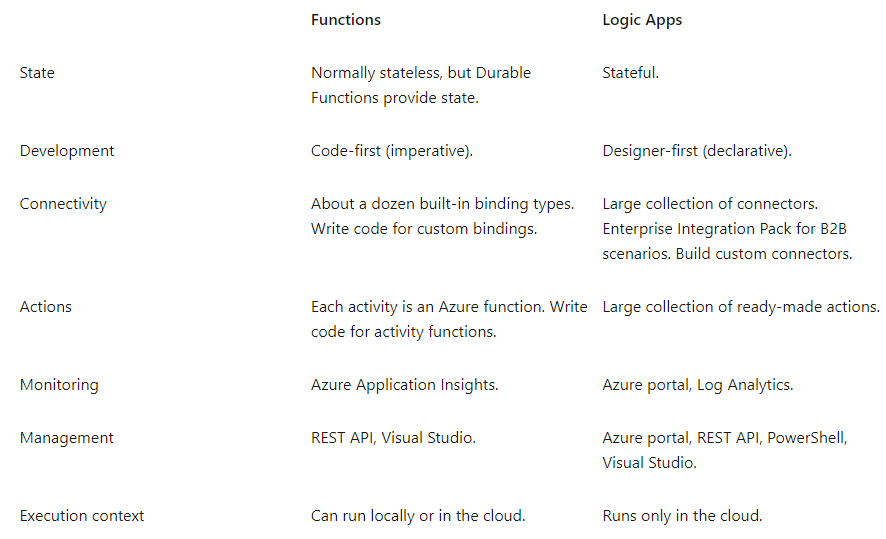 Functions Logic Apps
State Normally stateless, but Durable Stateful.
Functions provide state.
Development Code-first (imperative). Designer-first (declarative).
Connectivity About a dozen built-in binding types. Large collection of connectors.
Write code for custom bindings. Enterprise Integration Pack for B2B
scenarios. Build custom connectors.
Actions Each activity is an Azure function. Write Large collection of ready-made actions.
code for activity functions.
Monitoring Azure Application Insights. Azure portal, Log Analytics.
Management REST API, Visual Studio. Azure portal, REST API, PowerShell,
Visual Studio.
Execution context Can run locally or in the cloud. Runs only in the cloud.